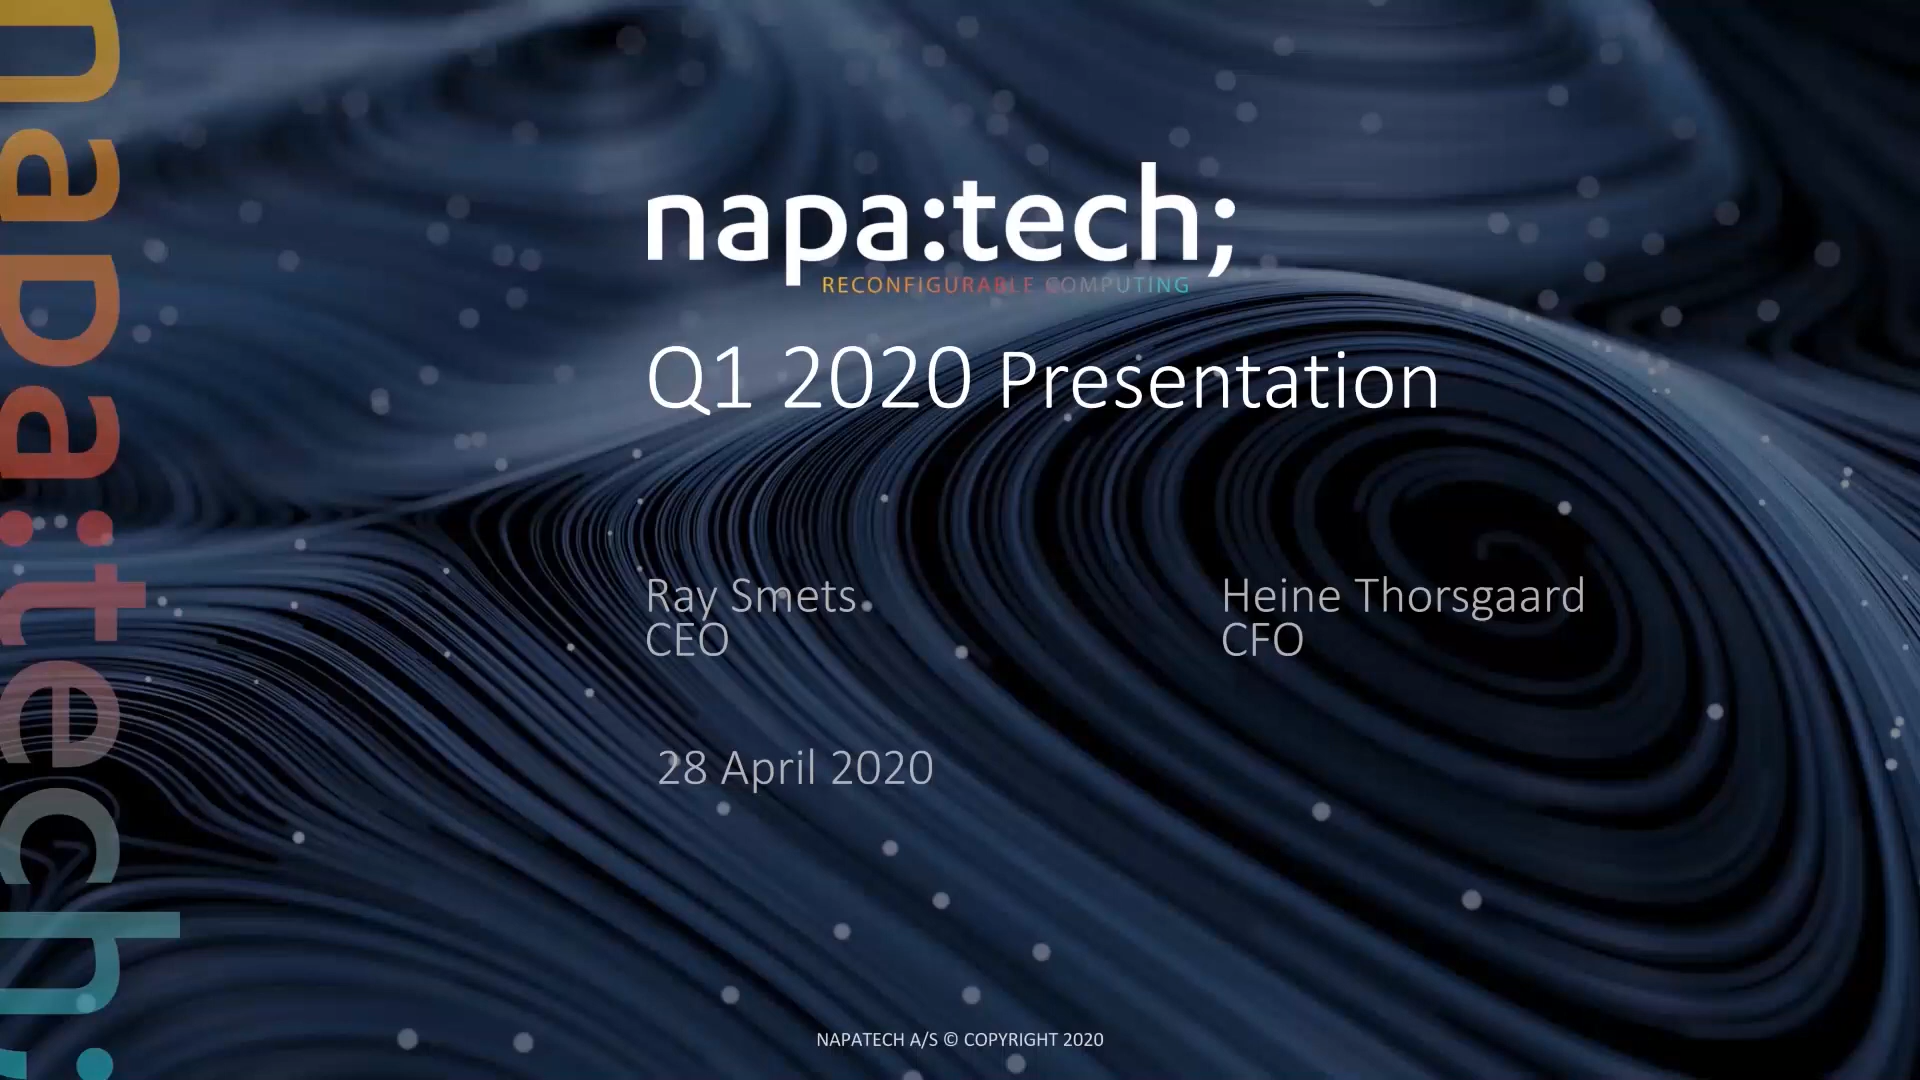 napa:tech;
napa:tech;
RECONFIGURABLE COMPUTING
Q1 2020 Presentation
Ray Smets
CEO
Heine Thorsgaard
CFO
28 April 2020
NAPATECH A/S © COPYRIGHT 2020